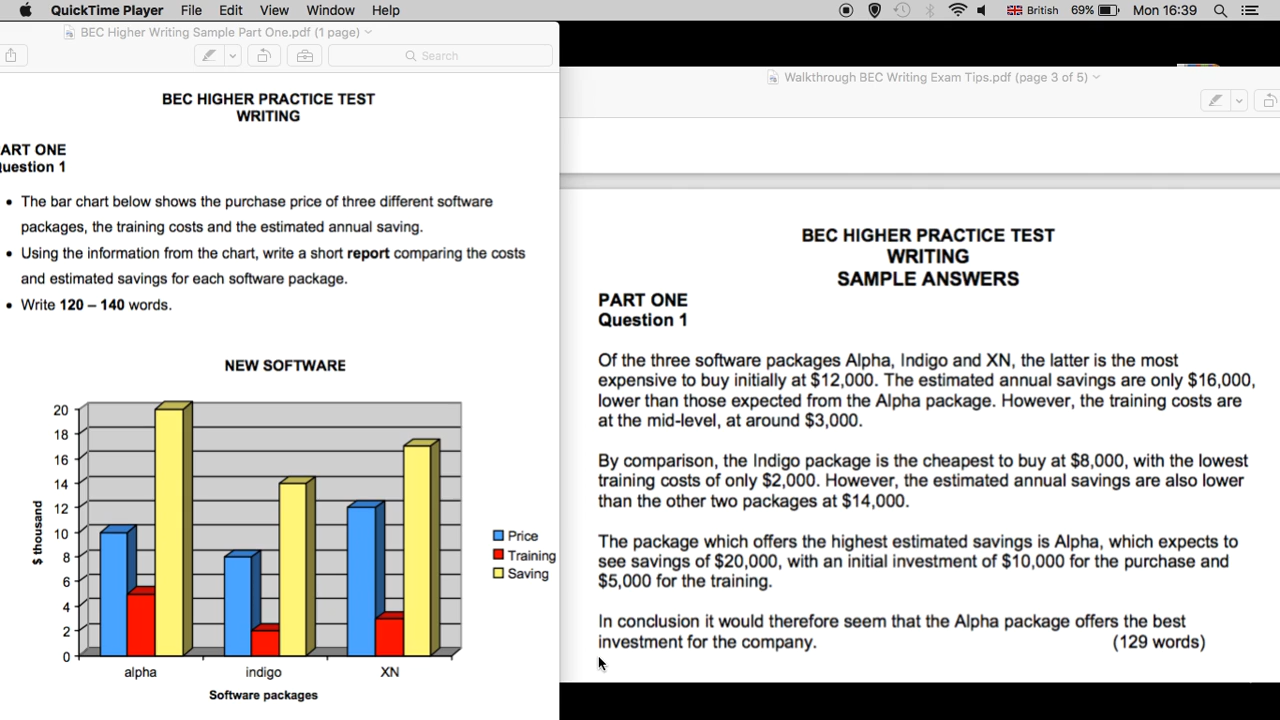 QuickTime Player File Edit View Window Help British 69% Mon 16:39
BEC Higher Writing Sample Part One.pdf (1 page)
Search
BEC HIGHER PRACTICE TEST
WRITING
ART ONE
uestion 1
• The bar chart below shows the purchase price of three different software
packages, the training costs and the estimated annual saving.
• Using the information from the chart, write a short report comparing the costs
and estimated savings for each software package.
• Write 120 – 140 words.
NEW SOFTWARE
$ thousand
20
18
16
14
12
10
8
6
4
2
0
alpha indigo XN
Software packages
Price
Training
Saving
Walkthrough BEC Writing Exam Tips.pdf (page 3 of 5)
BEC HIGHER PRACTICE TEST
WRITING
SAMPLE ANSWERS
PART ONE
Question 1
Of the three software packages Alpha, Indigo and XN, the latter is the most
expensive to buy initially at $12,000. The estimated annual savings are only $16,000,
lower than those expected from the Alpha package. However, the training costs are
at the mid-level, at around $3,000.
By comparison, the Indigo package is the cheapest to buy at $8,000, with the lowest
training costs of only $2,000. However, the estimated annual savings are also lower
than the other two packages at $14,000.
The package which offers the highest estimated savings is Alpha, which expects to
see savings of $20,000, with an initial investment of $10,000 for the purchase and
$5,000 for the training.
In conclusion it would therefore seem that the Alpha package offers the best
investment for the company. (129 words)